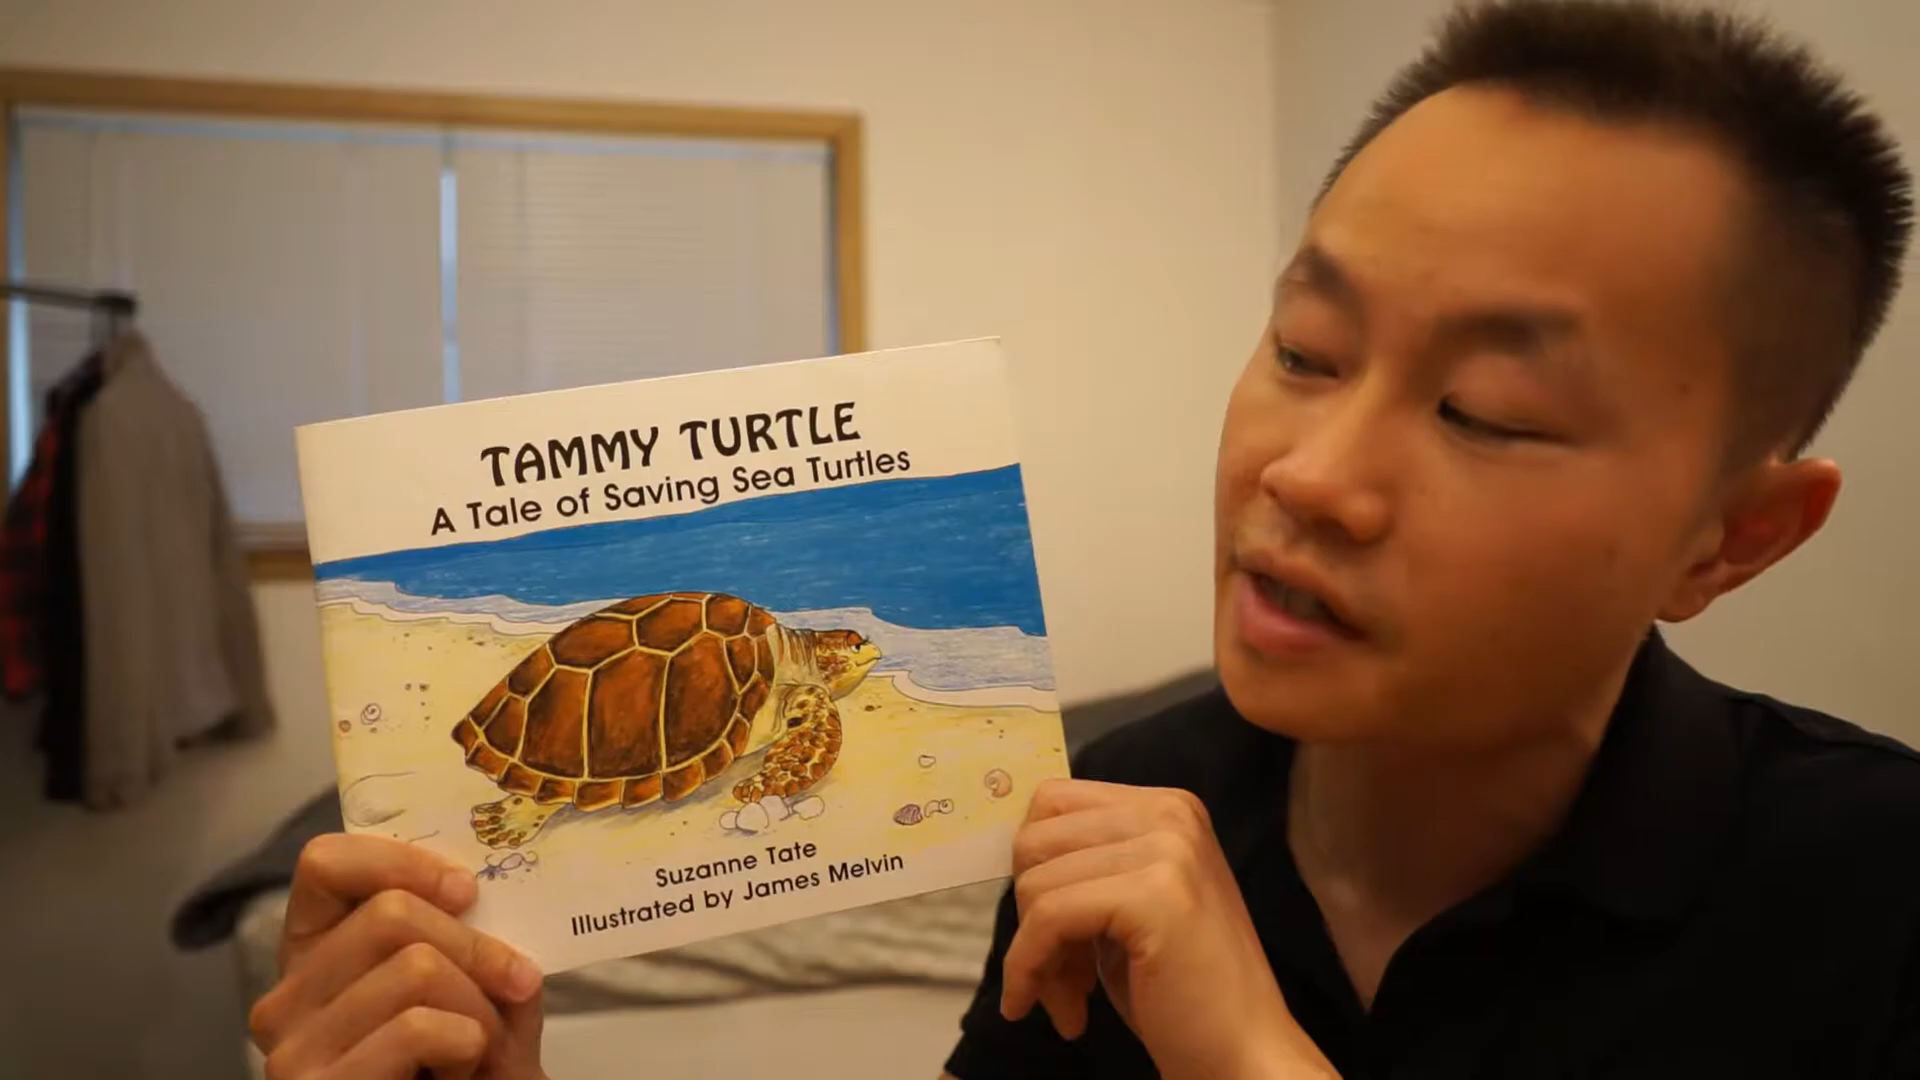 TAMMY TURTLE
A Tale of Saving Sea Turtles
Suzanne Tate
Illustrated by James Melvin